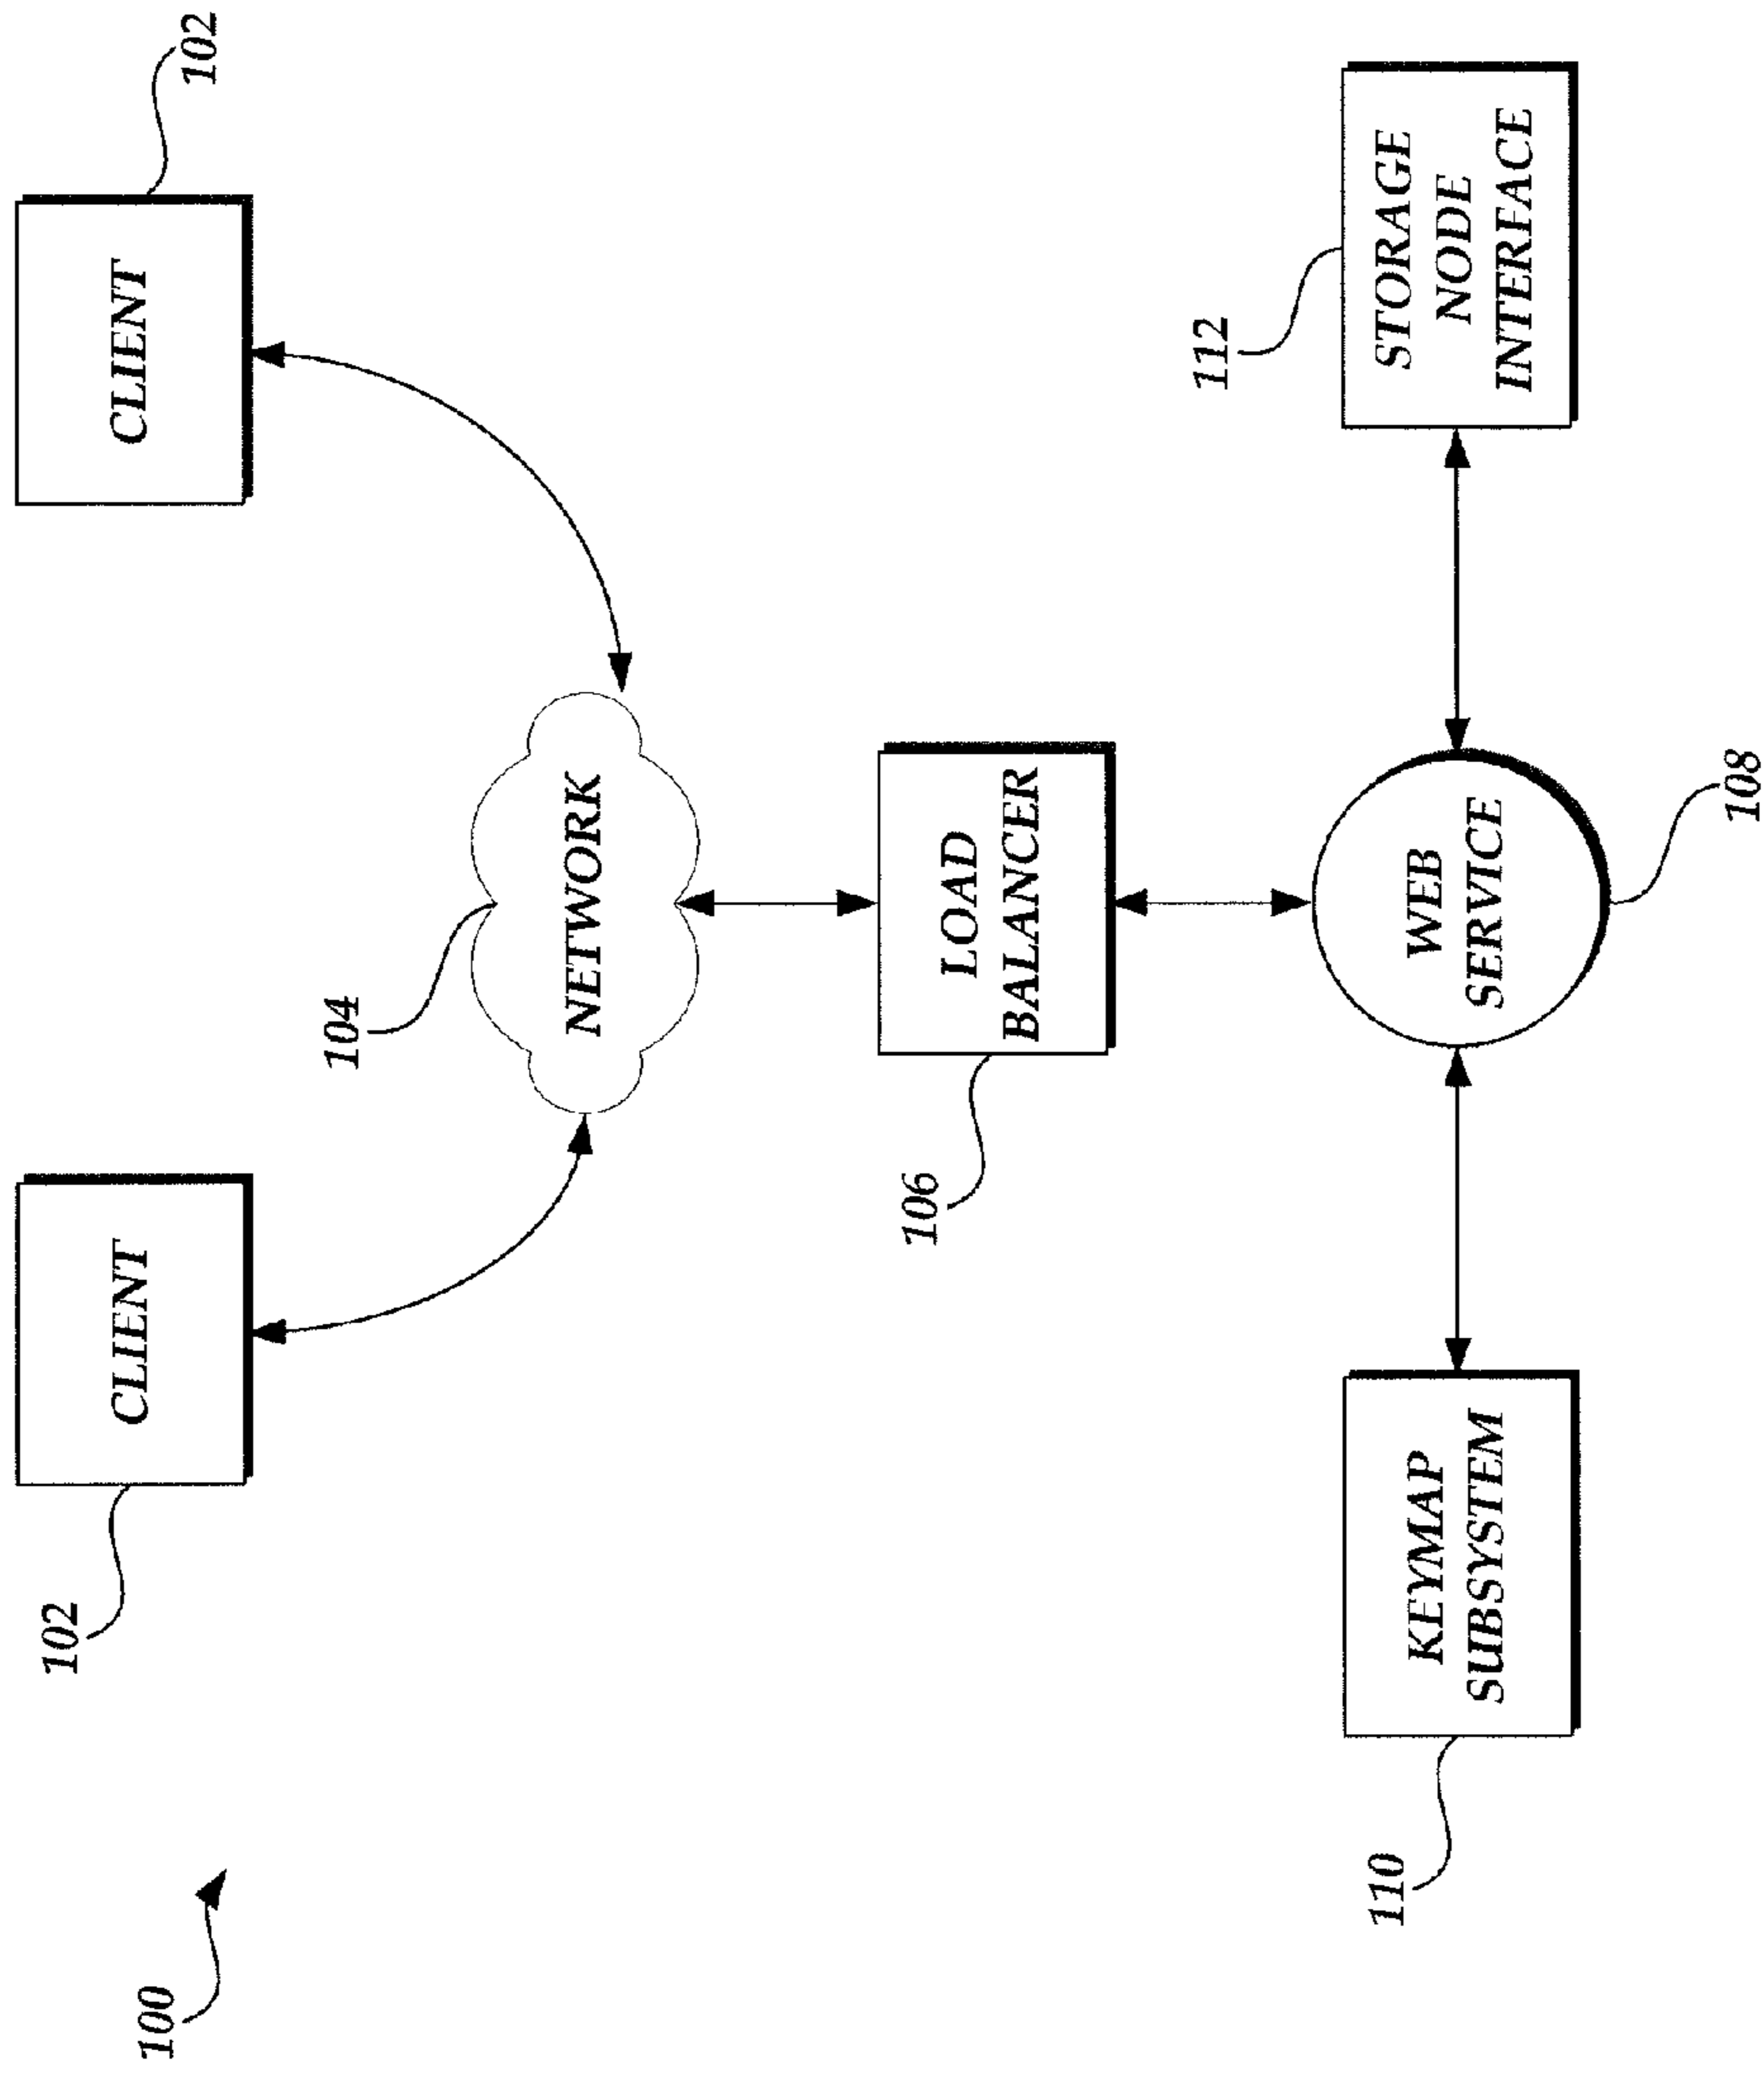 100
102
CLIENT
CLIENT
102
104
NETWORK
106
LOAD
BALANCER
110
KEYMAP
SUBSYSTEM
WEB
SERVICE
108
112
STORAGE
NODE
INTERFACE